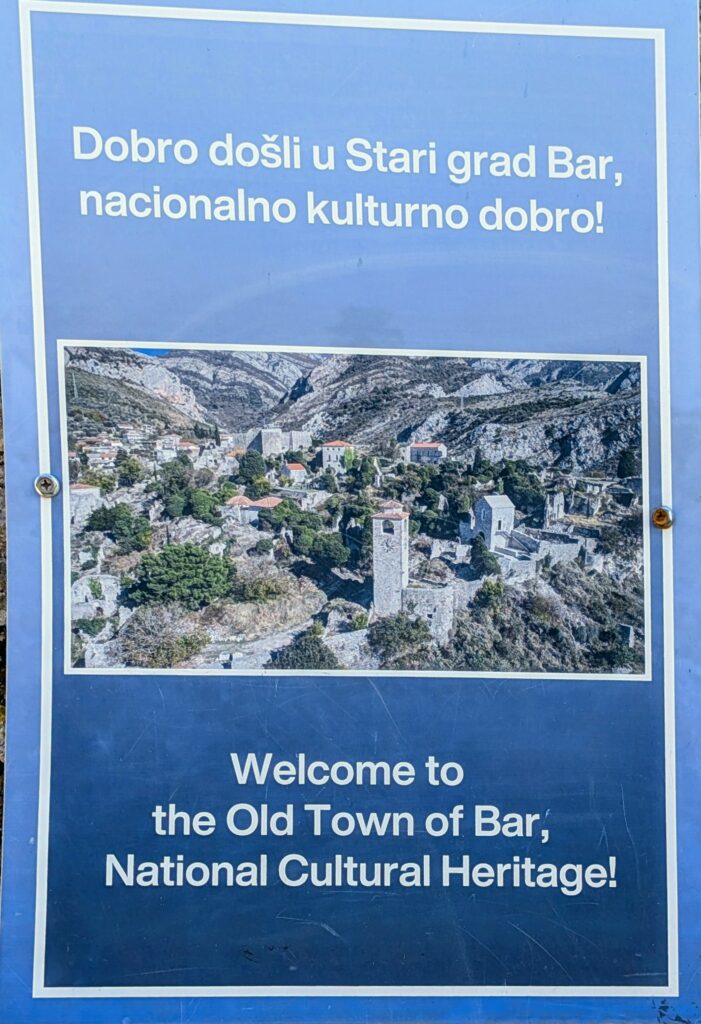 Dobro došli u Stari grad Bar,
nacionalno kulturno dobro!
Welcome to
the Old Town of Bar,
National Cultural Heritage!